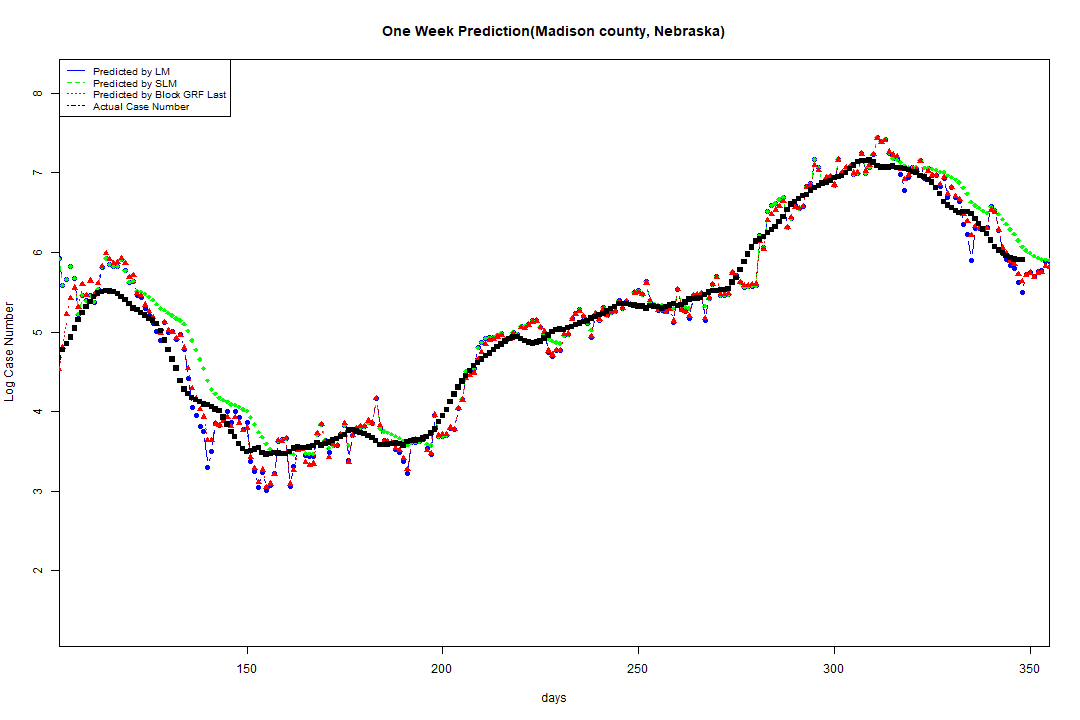 One Week Prediction(Madison county, Nebraska)
Predicted by LM
Predicted by SLM
Predicted by Block GRF Last
Actual Case Number
8
7
6
5
4
3
2
Log Case Number
150
200
250
300
350
days